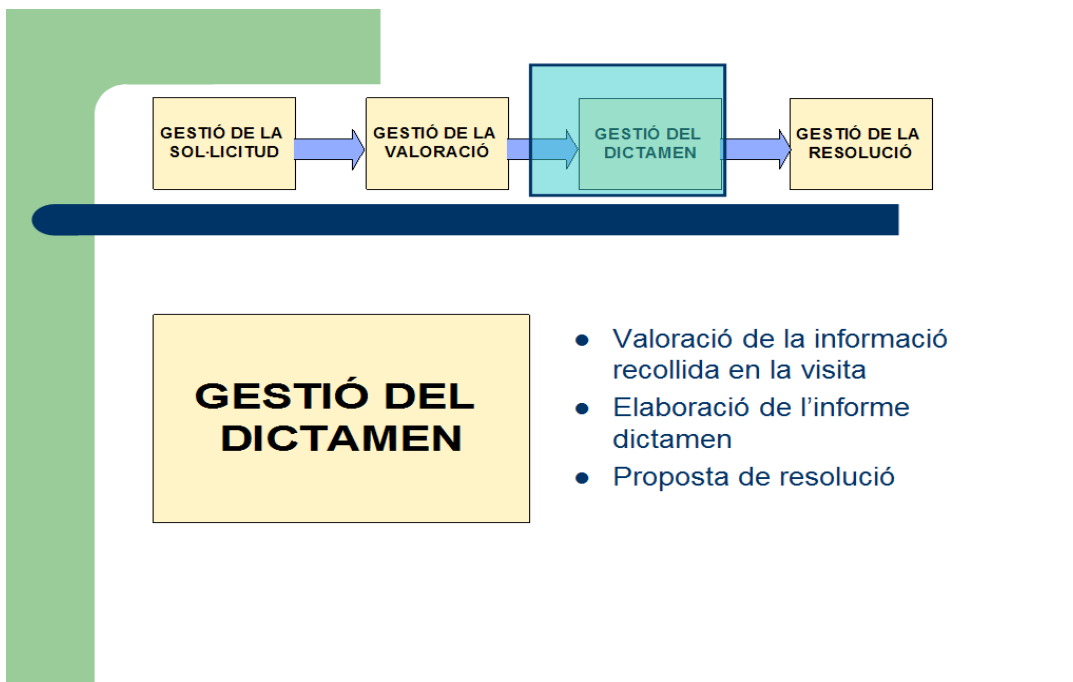 GESTIÓ DE LA
SOL·LICITUD
GESTIÓ DE LA
VALORACIÓ
GESTIÓ DEL
DICTAMEN
GESTIÓ DE LA
RESOLUCIÓ
GESTIÓ DEL
DICTAMEN
● Valoració de la informació
recollida en la visita
● Elaboració de l’informe
dictamen
● Proposta de resolució